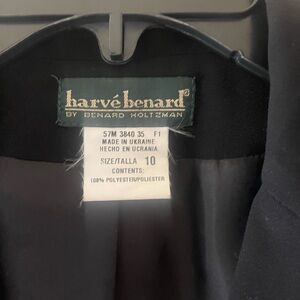 harvé benard®
BY BENARD HOLTZMAN
57M 3840 35 F1
MADE IN UKRAINE
HECHO EN UCRANIA
SIZE/TALLA 10
CONTENTS:
100% POLYESTER/POLIESTER